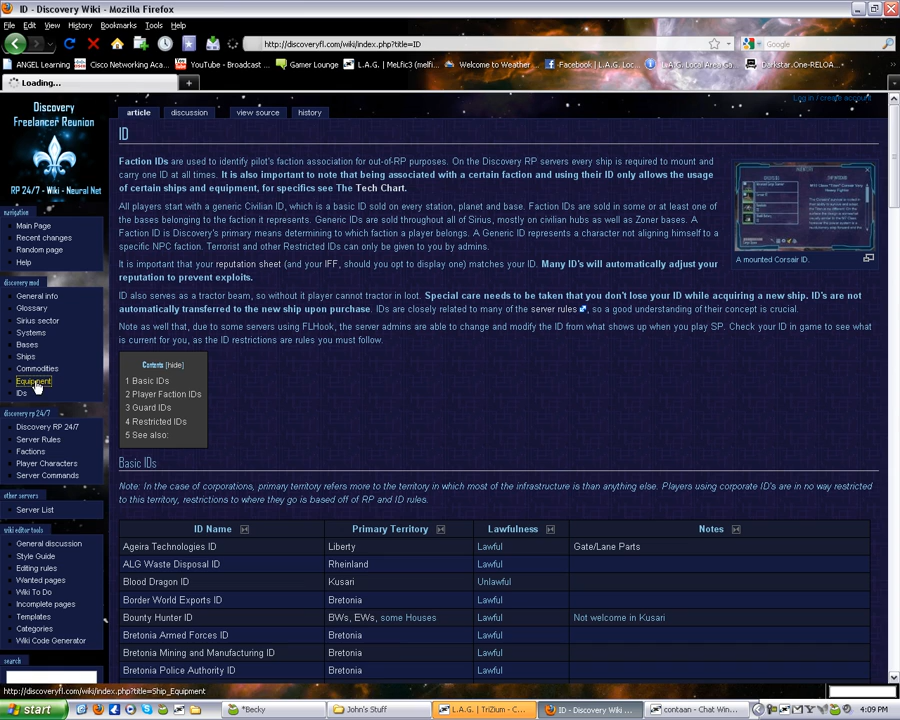 ID - Discovery Wiki - Mozilla Firefox
File Edit View History Bookmarks Tools Help
http://discoveryfl.com/wiki/index.php?title=ID
Google
ANGEL Learning Cisco Networking Acad... YouTube - Broadcast ... Gamer Lounge L.A.G. | MeLfic3 (melfi... Welcome to Weather... Facebook | L.A.G. L.A.G. Local Area Ga... Darkstar.One-RELOA...
Loading...
Discovery
Freelancer Reunion
RP 24/7 - Wiki - Neural Net
Log in / create account
article discussion view source history
navigation
Main Page
Recent changes
Random page
Help
discovery mod
General info
Glossary
Sirius sector
Systems
Bases
Ships
Commodities
Equipment
IDs
discovery rp 24/7
Discovery RP 24/7
Server Rules
Factions
Player Characters
Server Commands
other servers
Server List
wiki editor tools
General discussion
Style Guide
Editing rules
Wanted pages
Wiki To Do
Incomplete pages
Templates
Categories
Wiki Code Generator
search
ID
Faction IDs are used to identify pilot's faction association for out-of-RP purposes. On the Discovery RP servers every ship is required to mount and
carry one ID at all times. It is also important to note that being associated with a certain faction and using their ID only allows the usage
of certain ships and equipment, for specifics see The Tech Chart.
All players start with a generic Civilian ID, which is a basic ID sold on every station, planet and base. Faction IDs are sold in some or at least one of
the bases belonging to the faction it represents. Generic IDs are sold throughout all of Sirius, mostly on civilian hubs as well as Zoner bases. A
Faction ID is Discovery's primary means determining to which faction a player belongs. A Generic ID represents a character not aligning himself to a
specific NPC faction. Terrorist and other Restricted IDs can only be given to you by admins.
It is important that your reputation sheet (and your IFF, should you opt to display one) matches your ID. Many ID's will automatically adjust your
reputation to prevent exploits.
A mounted Corsair ID.
ID also serves as a tractor beam, so without it player cannot tractor in loot. Special care needs to be taken that you don't lose your ID while acquiring a new ship. ID's are not
automatically transferred to the new ship upon purchase. IDs are closely related to many of the server rules, so a good understanding of their concept is crucial.
Note as well that, due to some servers using FLHook, the server admins are able to change and modify the ID from what shows up when you play SP. Check your ID in game to see what
is current for you, as the ID restrictions are rules you must follow.
Contents [hide]
1 Basic IDs
2 Player Faction IDs
3 Guard IDs
4 Restricted IDs
5 See also:
Basic IDs
Note: In the case of corporations, primary territory refers more to the territory in which most of the infrastructure is than anything else. Players using corporate ID's are in no way restricted
to this territory, restrictions to where they go is based off of RP and ID rules.
ID Name Primary Territory Lawfulness Notes
Ageira Technologies ID Liberty Lawful Gate/Lane Parts
ALG Waste Disposal ID Rheinland Lawful
Blood Dragon ID Kusari Unlawful
Border World Exports ID Bretonia Lawful
Bounty Hunter ID BWs, EWs, some Houses Lawful Not welcome in Kusari
Bretonia Armed Forces ID Bretonia Lawful
Bretonia Mining and Manufacturing ID Bretonia Lawful
Bretonia Police Authority ID Bretonia Lawful
http://discoveryfl.com/wiki/index.php?title=Ship_Equipment
start *Becky John's Stuff L.A.G. | TriZium - C... ID - Discovery Wiki ... contaan - Chat Win... 4:09 PM